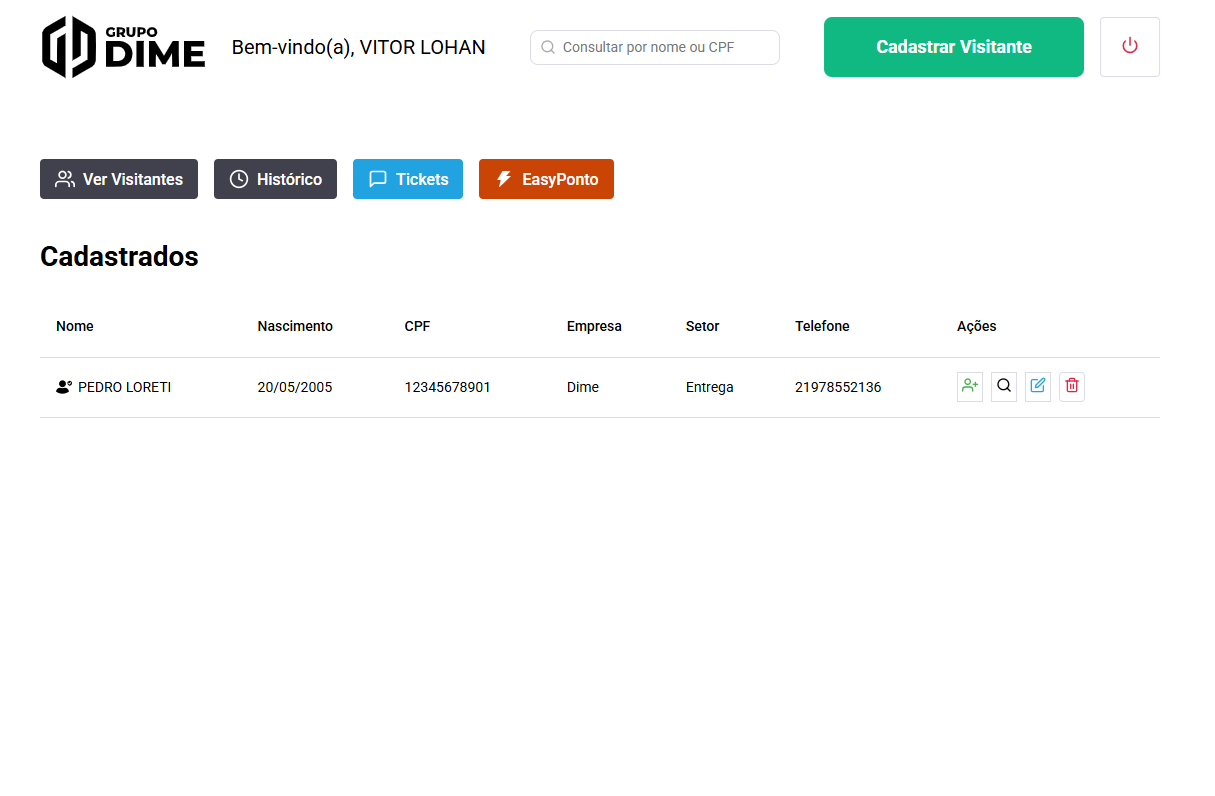 GRUPO
DIME
Bem-vindo(a), VITOR LOHAN
Consultar por nome ou CPF
Cadastrar Visitante
Ver Visitantes
Histórico
Tickets
EasyPonto
Cadastrados
Nome Nascimento CPF Empresa Setor Telefone Ações
PEDRO LORETI 20/05/2005 12345678901 Dime Entrega 21978552136